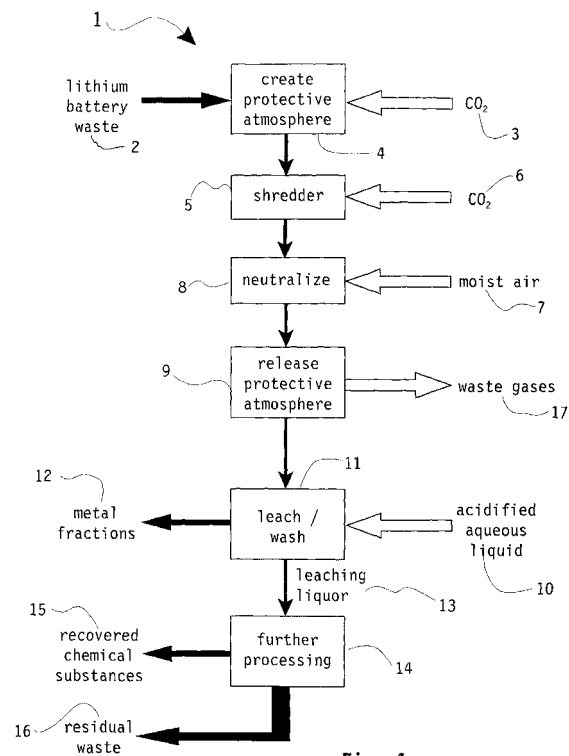 1
lithium
battery
waste
2
create
protective
atmosphere
CO₂
3
4
5
shredder
CO₂
6
8
neutralize
moist air
7
9
release
protective
atmosphere
waste gases
17
11
12
metal
fractions
leach /
wash
acidified
aqueous
liquid
10
leaching
liquor
13
15
recovered
chemical
substances
further
processing
14
16
residual
waste